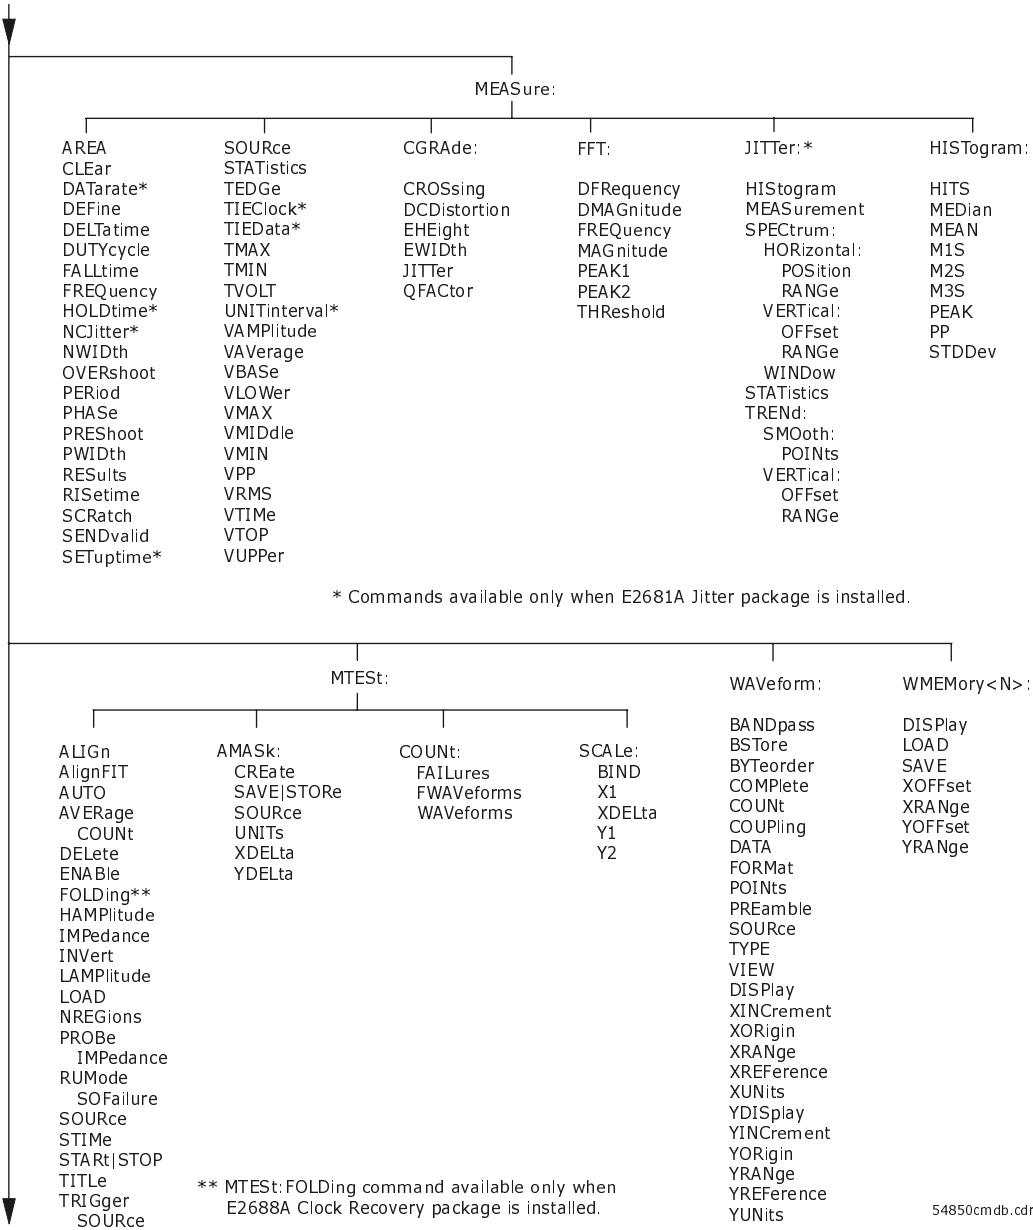 MEASure:
AREA
CLEar
DATarate*
DEFine
DELTatime
DUTYcycle
FALLtime
FREQuency
HOLDtime*
NCJitter*
NWIDth
OVERshoot
PERiod
PHASe
PREShoot
PWIDth
RESults
RISetime
SCRatch
SENDvalid
SETuptime*
SOURce
STATistics
TEDGe
TIEClock*
TIEData*
TMAX
TMIN
TVOLT
UNITinterval*
VAMPlitude
VAVerage
VBASe
VLOWer
VMAX
VMIDdle
VMIN
VPP
VRMS
VTIMe
VTOP
VUPPer
CGRAde:
CROSsing
DCDistortion
EHEight
EWIDth
JITTer
QFACtor
FFT:
DFRequency
DMAGnitude
FREQuency
MAGnitude
PEAK1
PEAK2
THReshold
JITTer:*
HIStogram
MEASurement
SPECtrum:
HORizontal:
POSition
RANGe
VERTical:
OFFset
RANGe
WINDow
STATistics
TRENd:
SMOoth:
POINts
VERTical:
OFFset
RANGe
HISTogram:
HITS
MEDian
MEAN
M1S
M2S
M3S
PEAK
PP
STDDev
* Commands available only when E2681A Jitter package is installed.
MTESt:
ALIGn
AlignFIT
AUTO
AVERage
COUNt
DELete
ENABle
FOLDing**
HAMPlitude
IMPedance
INVert
LAMPlitude
LOAD
NREGions
PROBe
IMPedance
RUMode
SOFailure
SOURce
STIMe
STARt|STOP
TITLe
TRIGger
SOURce
AMASk:
CREate
SAVE|STORe
SOURce
UNITs
XDELta
YDELta
COUNt:
FAILures
FWAVeforms
WAVeforms
SCALe:
BIND
X1
XDELta
Y1
Y2
** MTESt:FOLDing command available only when
E2688A Clock Recovery package is installed.
WAVeform:
BANDpass
BSTore
BYTeorder
COMPlete
COUNt
COUPling
DATA
FORMat
POINts
PREamble
SOURce
TYPE
VIEW
DISPlay
XINCrement
XORigin
XRANge
XREFerence
XUNits
YDISplay
YINCrement
YORigin
YRANge
YREFerence
YUNits
WMEMory<N>:
DISPlay
LOAD
SAVE
XOFFset
XRANge
YOFFset
YRANge
54850cmdb.cdr